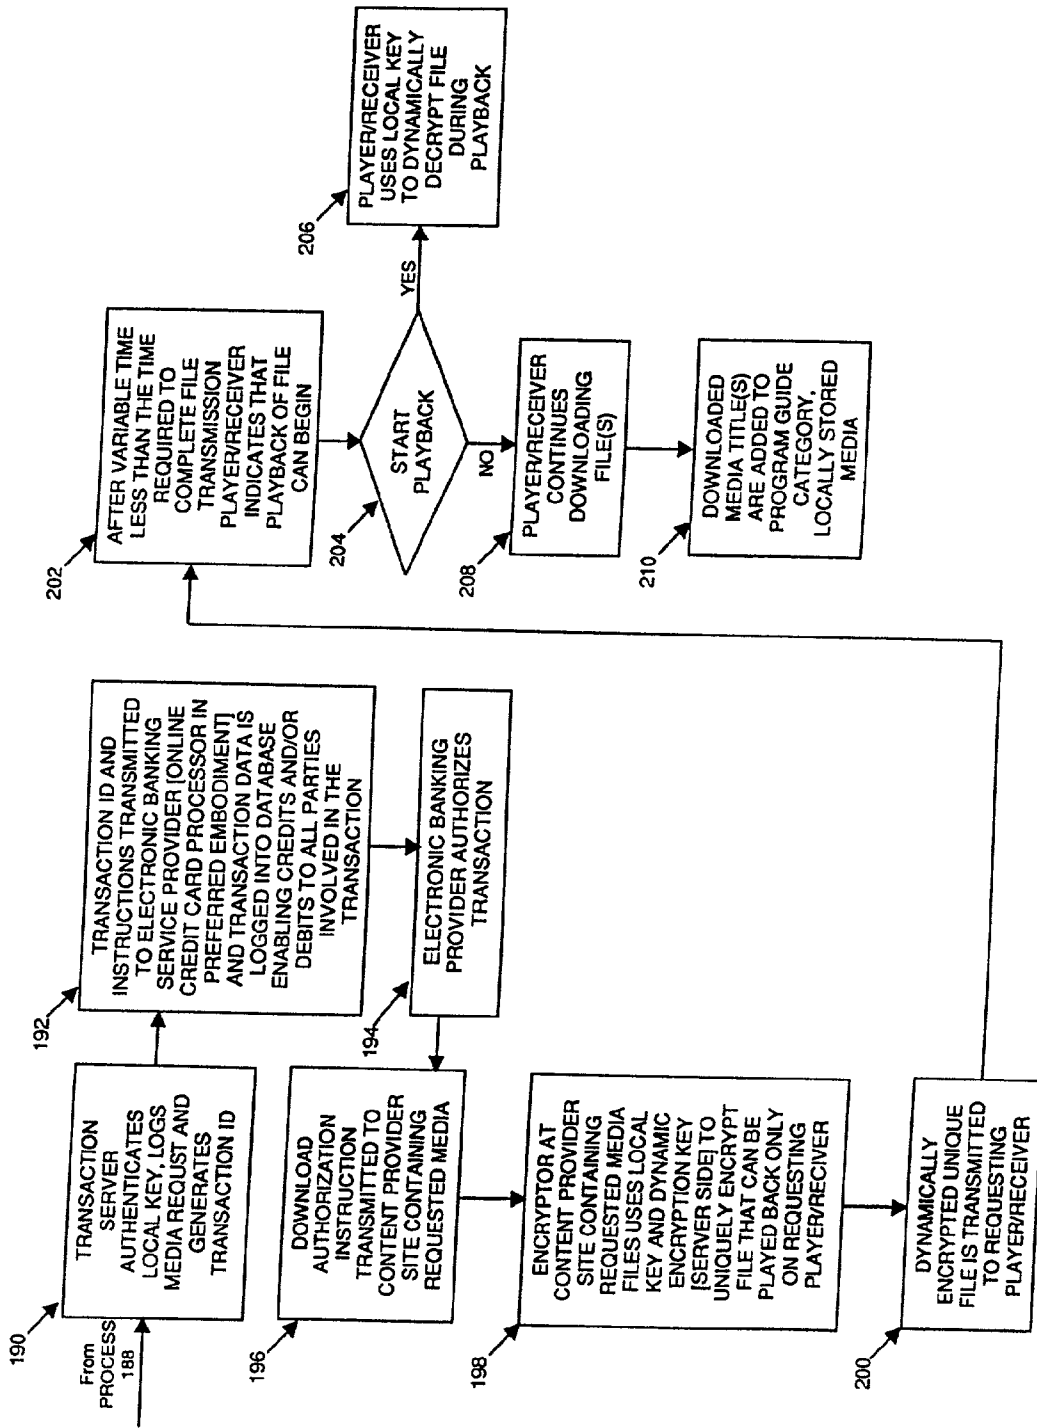 From
PROCESS
188
190
TRANSACTION
SERVER
AUTHENTICATES
LOCAL KEY, LOGS
MEDIA REQUST AND
GENERATES
TRANSACTION ID
192
TRANSACTION ID AND
INSTRUCTIONS TRANSMITTED
TO ELECTRONIC BANKING
SERVICE PROVIDER [ONLINE
CREDIT CARD PROCESSOR IN
PREFERRED EMBODIMENT]
AND TRANSACTION DATA IS
LOGGED INTO DATABASE
ENABLING CREDITS AND/OR
DEBITS TO ALL PARTIES
INVOLVED IN THE
TRANSACTION
194
ELECTRONIC BANKING
PROVIDER AUTHORIZES
TRANSACTION
196
DOWNLOAD
AUTHORIZATION
INSTRUCTION
TRANSMITTED TO
CONTENT PROVIDER
SITE CONTAINING
REQUESTED MEDIA
198
ENCRYPTOR AT
CONTENT PROVIDER
SITE CONTAINING
REQUESTED MEDIA
FILES USES LOCAL
KEY AND DYNAMIC
ENCRYPTION KEY
[SERVER SIDE] TO
UNIQUELY ENCRYPT
FILE THAT CAN BE
PLAYED BACK ONLY
ON REQUESTING
PLAYER/RECIVER
200
DYNAMICALLY
ENCRYPTED UNIQUE
FILE IS TRANSMITTED
TO REQUESTING
PLAYER/RECEIVER
202
AFTER VARIABLE TIME
LESS THAN THE TIME
REQUIRED TO
COMPLETE FILE
TRANSMISSION
PLAYER/RECEIVER
INDICATES THAT
PLAYBACK OF FILE
CAN BEGIN
204
START
PLAYBACK
YES
NO
206
PLAYER/RECEIVER
USES LOCAL KEY
TO DYNAMICALLY
DECRYPT FILE
DURING
PLAYBACK
208
PLAYER/RECEIVER
CONTINUES
DOWNLOADING
FILE(S)
210
DOWNLOADED
MEDIA TITLE(S)
ARE ADDED TO
PROGRAM GUIDE
CATEGORY,
LOCALLY STORED
MEDIA